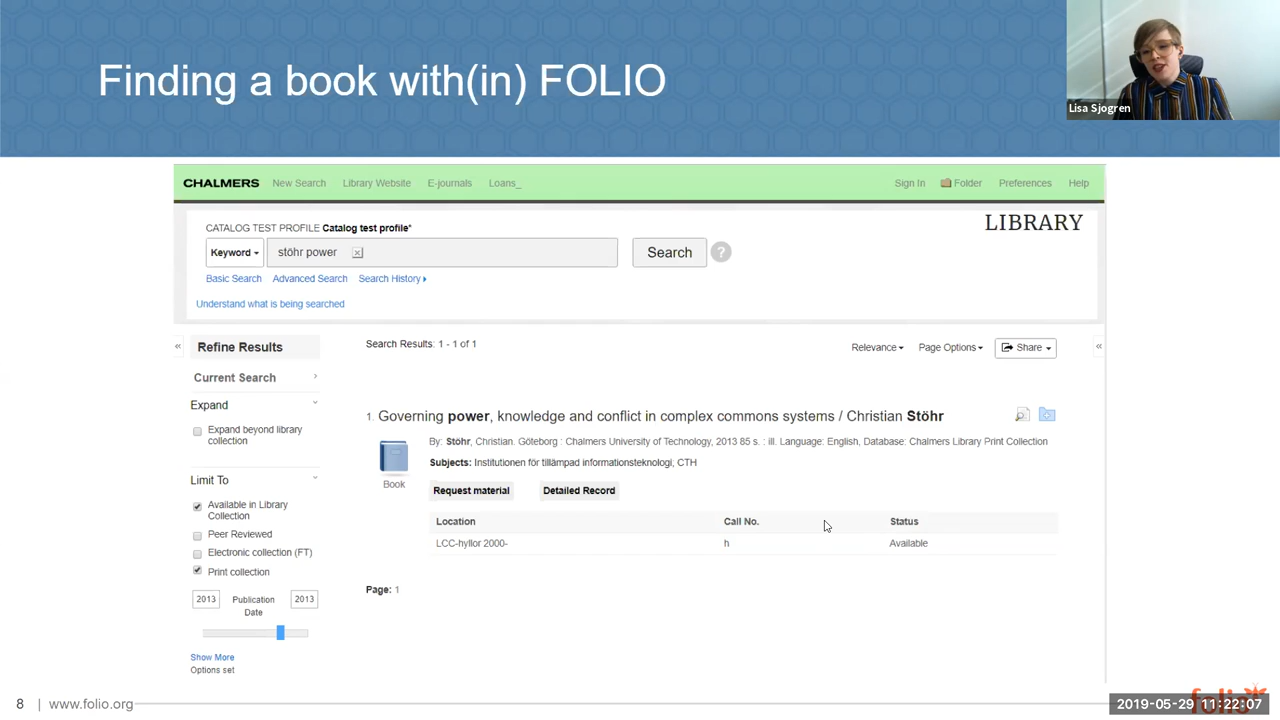 Finding a book with(in) FOLIO
Lisa Sjogren
CHALMERS New Search Library Website E-journals Loans_ Sign In Folder Preferences Help
CATALOG TEST PROFILE Catalog test profile*
LIBRARY
Keyword stöhr power x Search ?
Basic Search Advanced Search Search History
Understand what is being searched
« Refine Results
Search Results: 1 - 1 of 1
Relevance Page Options Share «
Current Search
Expand
Expand beyond library
collection
Limit To
Available in Library
Collection
Peer Reviewed
Electronic collection (FT)
Print collection
2013 Publication 2013
Date
Show More
Options set
1. Governing power, knowledge and conflict in complex commons systems / Christian Stöhr
By: Stöhr, Christian. Göteborg : Chalmers University of Technology, 2013 85 s. : ill. Language: English, Database: Chalmers Library Print Collection
Subjects: Institutionen för tillämpad informationsteknologi; CTH
Book
Request material Detailed Record
Location Call No. Status
LCC-hyllor 2000- h Available
Page: 1
8 | www.folio.org
folio
2019-05-29 11:22:07